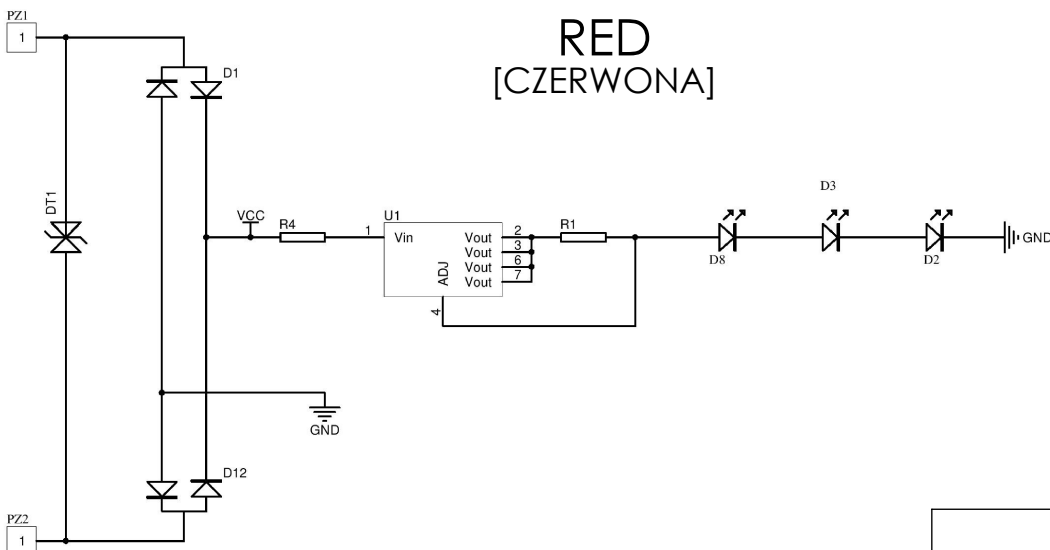 PZ1
1
RED
[CZERWONA]
D1
DT1
VCC
R4
1
U1
Vin
Vout 2
Vout 3
Vout 6
Vout 7
ADJ
4
R1
D8
D3
D2
GND
GND
D12
PZ2
1